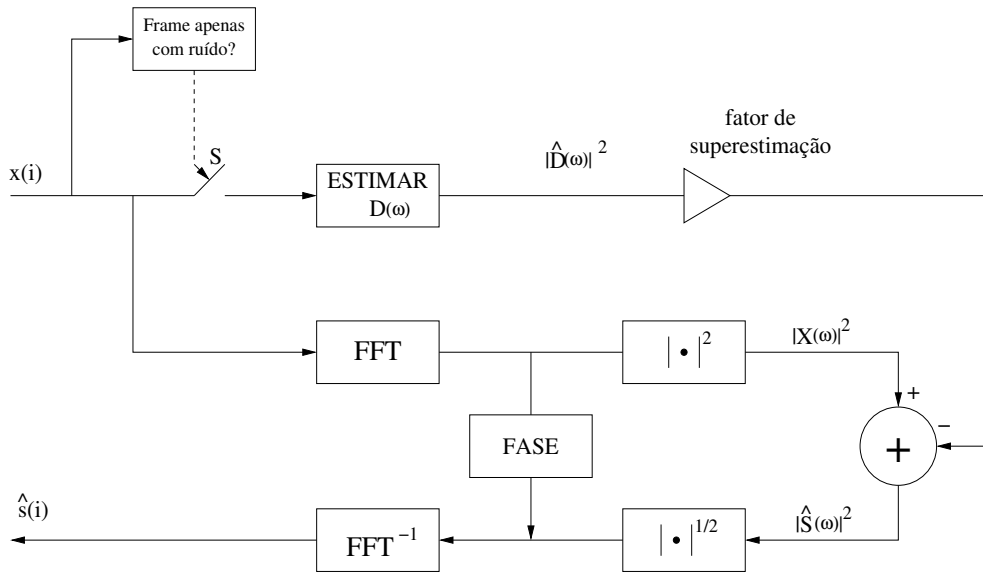 Frame apenas
com ruído?
x(i)
S
ESTIMAR
D(ω)
|D̂(ω)|²
fator de
superestimação
FFT
|•|²
|X(ω)|²
+
−
FASE
+
ŝ(i)
FFT⁻¹
|•|^1/2
|Ŝ(ω)|²